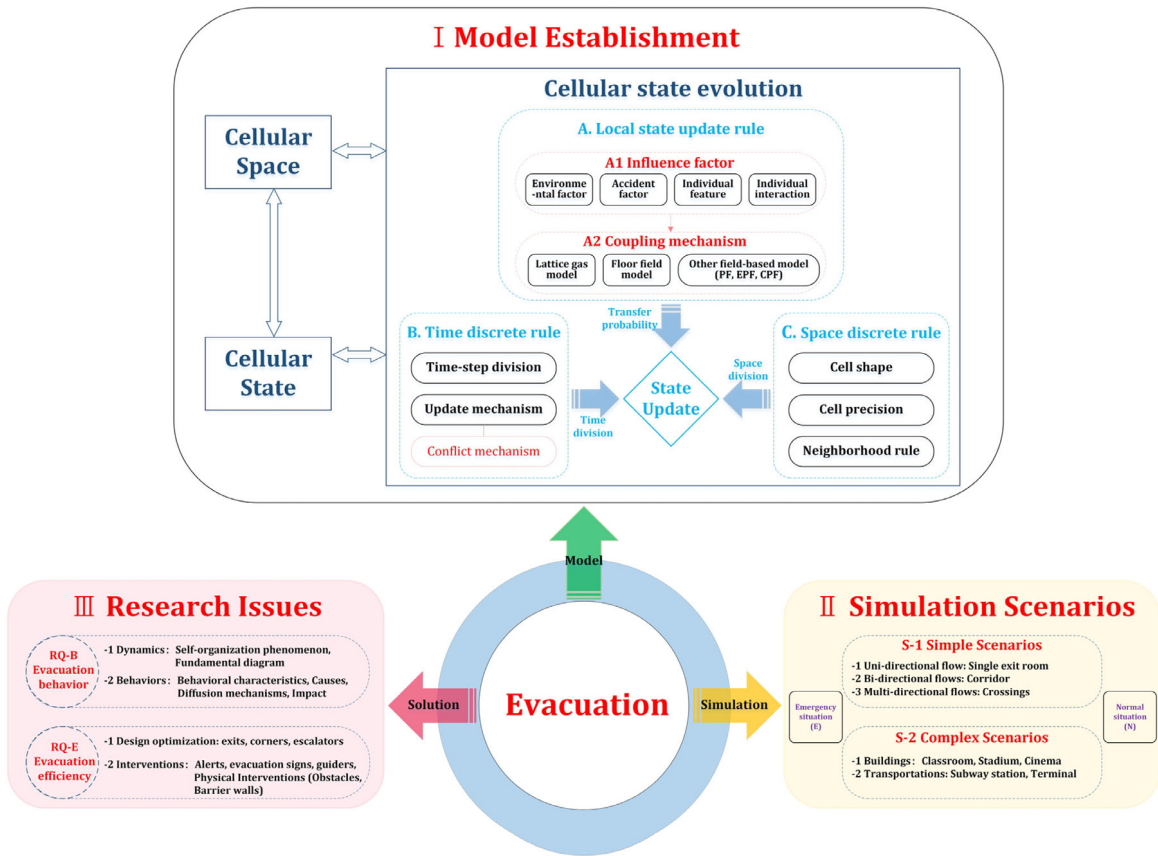 Ⅰ Model Establishment
Cellular state evolution
Cellular
Space
Cellular
State
A. Local state update rule
A1 Influence factor
Environme
-ntal factor
Accident
factor
Individual
feature
Individual
interaction
A2 Coupling mechanism
Lattice gas
model
Floor field
model
Other field-based model
(PF, EPF, CPF)
Transfer
probability
B. Time discrete rule
Time-step division
Update mechanism
Conflict mechanism
Time
division
State
Update
Space
division
C. Space discrete rule
Cell shape
Cell precision
Neighborhood rule
Model
Evacuation
Solution
Simulation
Ⅲ Research Issues
RQ-B
Evacuation
behavior
-1 Dynamics: Self-organization phenomenon,
Fundamental diagram
-2 Behaviors: Behavioral characteristics, Causes,
Diffusion mechanisms, Impact
RQ-E
Evacuation
efficiency
-1 Design optimization: exits, corners, escalators
-2 Interventions: Alerts, evacuation signs, guiders,
Physical Interventions (Obstacles,
Barrier walls)
Ⅱ Simulation Scenarios
S-1 Simple Scenarios
-1 Uni-directional flow: Single exit room
-2 Bi-directional flows: Corridor
-3 Multi-directional flows: Crossings
Emergency
situation
(E)
Normal
situation
(N)
S-2 Complex Scenarios
-1 Buildings: Classroom, Stadium, Cinema
-2 Transportations: Subway station, Terminal